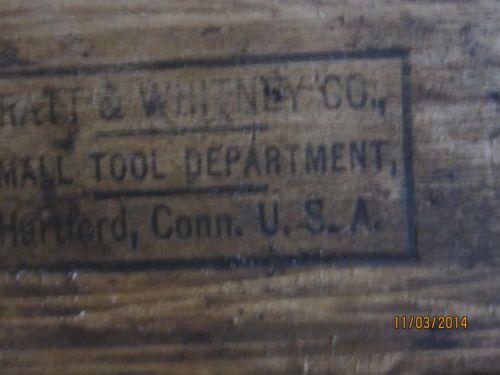 RATT & WHITNEY CO.,
MALL TOOL DEPARTMENT,
Hartford, Conn. U. S. A.
11/03/2014